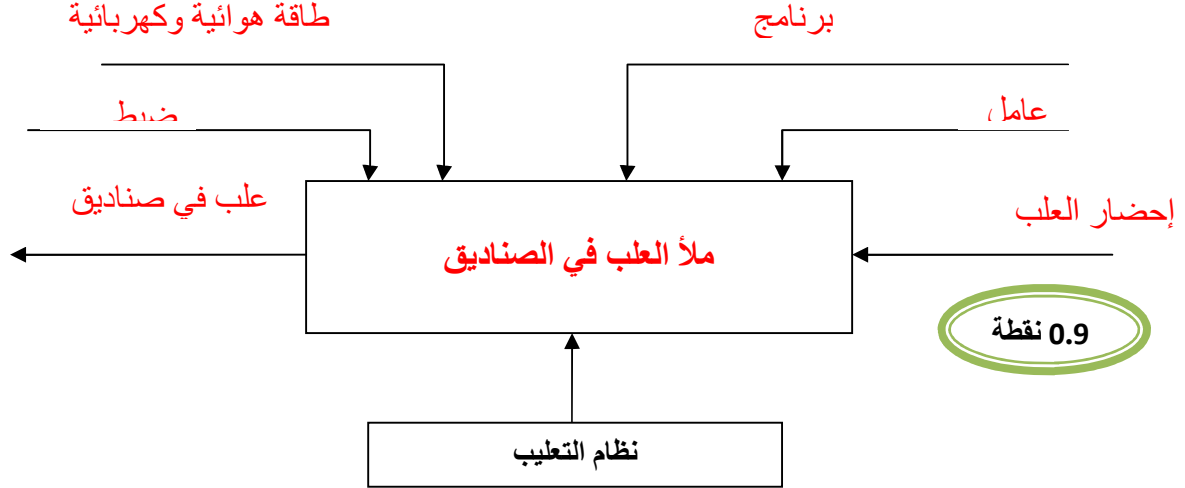 برنامج
طاقة هوائية وكهربائية
عامل
ضبط
إحضار العلب
علب في صناديق
ملأ العلب في الصناديق
0.9 نقطة
نظام التعليب